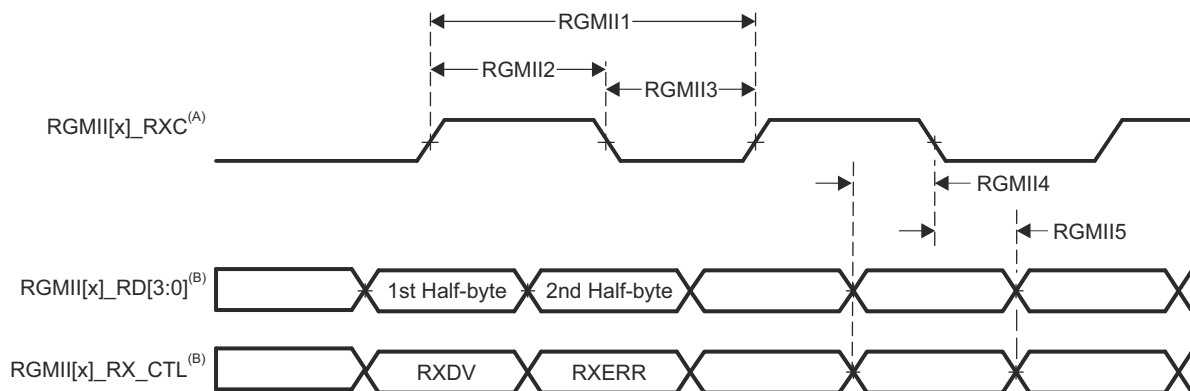 RGMII1
RGMII2
RGMII3
RGMII[x]_RXC(A)
RGMII4
RGMII5
RGMII[x]_RD[3:0](B)
1st Half-byte
2nd Half-byte
RGMII[x]_RX_CTL(B)
RXDV
RXERR